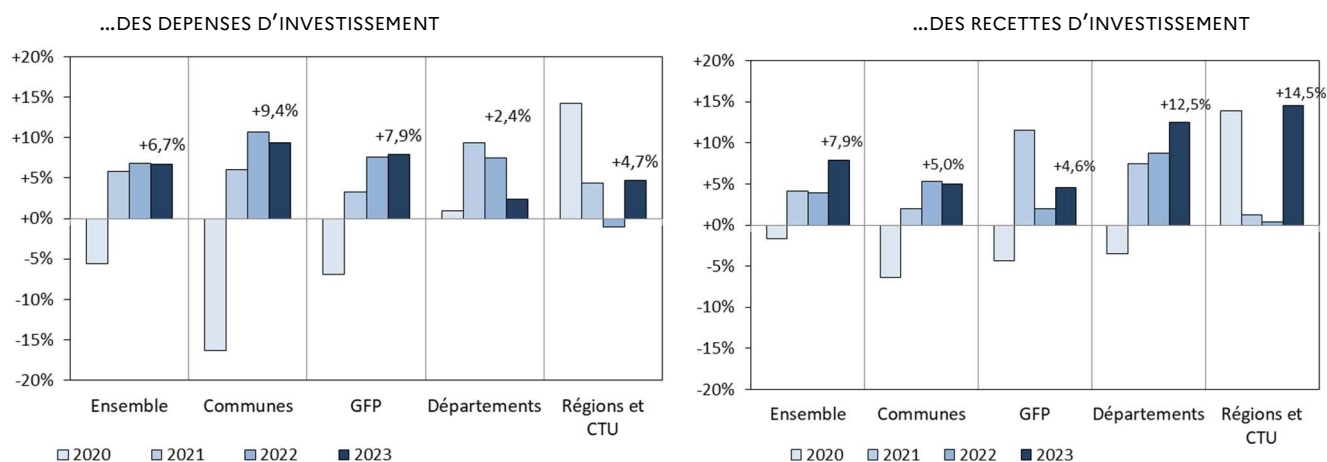 ...DES DEPENSES D'INVESTISSEMENT
+20%
+15%
+10%
+5%
+0%
-5%
-10%
-15%
-20%
+6,7%
+9,4%
+7,9%
+2,4%
+4,7%
Ensemble
Communes
GFP
Départements
Régions et
CTU
2020 2021 2022 2023
...DES RECETTES D'INVESTISSEMENT
+20%
+15%
+10%
+5%
+0%
-5%
-10%
-15%
-20%
+7,9%
+5,0%
+4,6%
+12,5%
+14,5%
Ensemble
Communes
GFP
Départements
Régions et
CTU
2020 2021 2022 2023